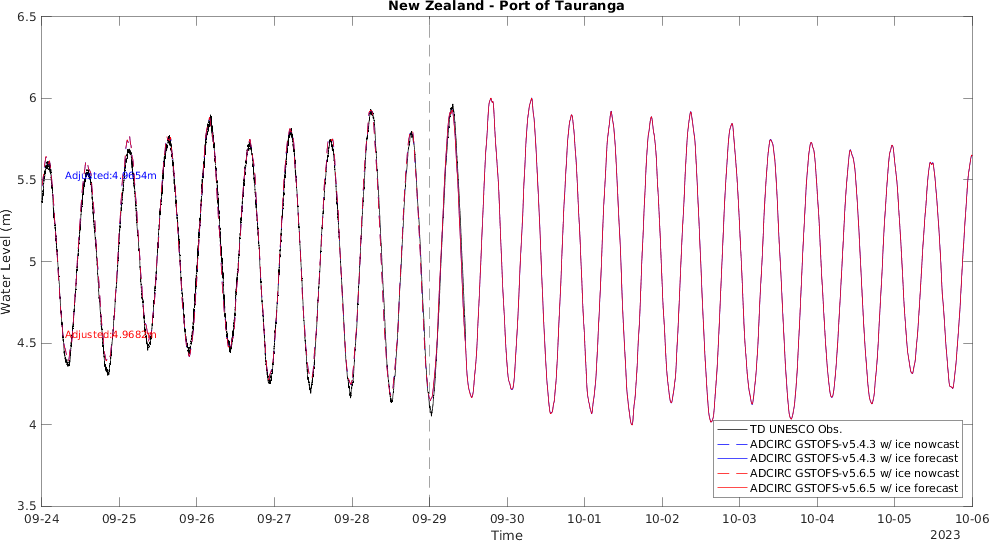 New Zealand - Port of Tauranga
6.5
6
5.5
5
4.5
4
3.5
Water Level (m)
Adjusted:4.9654m
Adjusted:4.9682m
TD UNESCO Obs.
ADCIRC GSTOFS-v5.4.3 w/ ice nowcast
ADCIRC GSTOFS-v5.4.3 w/ ice forecast
ADCIRC GSTOFS-v5.6.5 w/ ice nowcast
ADCIRC GSTOFS-v5.6.5 w/ ice forecast
09-24 09-25 09-26 09-27 09-28 09-29 09-30 10-01 10-02 10-03 10-04 10-05 10-06
Time
2023